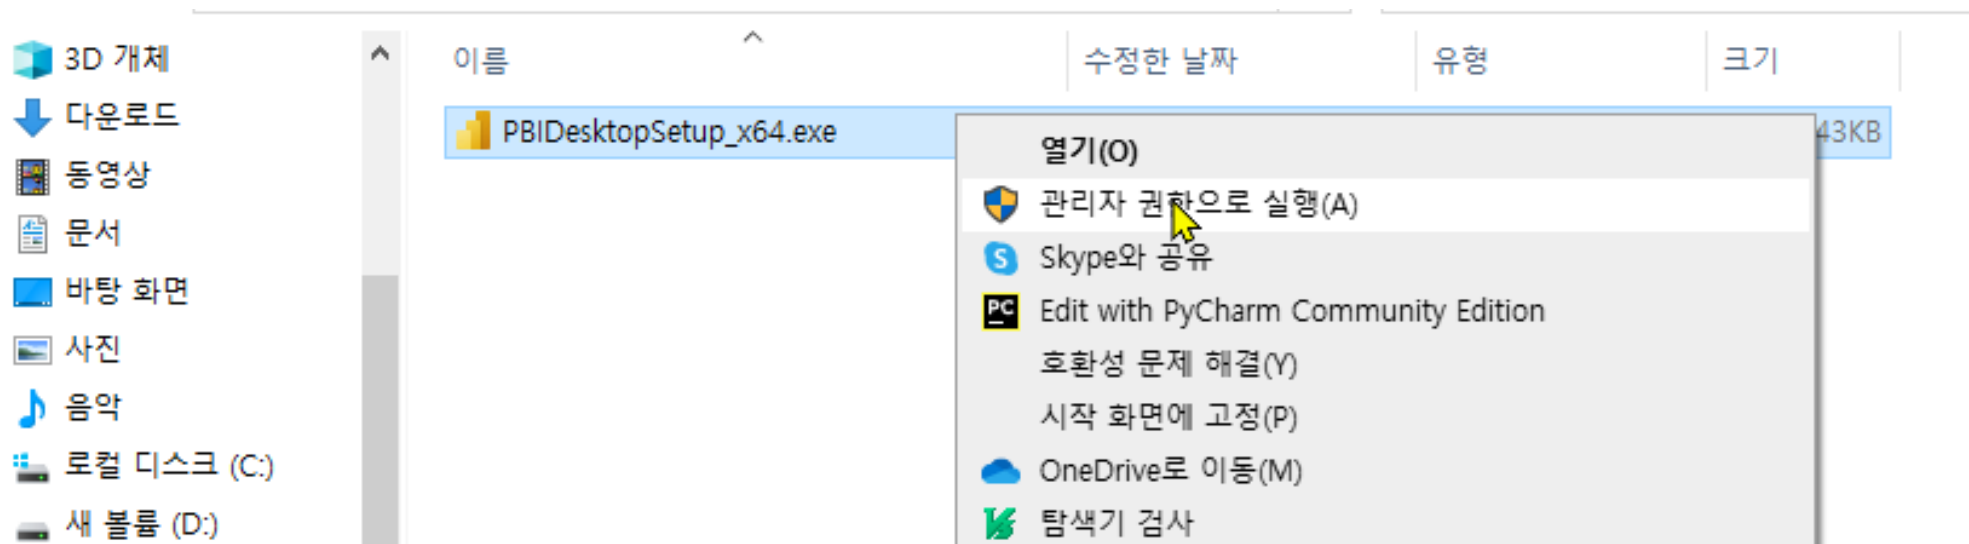 3D 개체
다운로드
동영상
문서
바탕 화면
사진
음악
로컬 디스크 (C:)
새 볼륨 (D:)
이름 수정한 날짜 유형 크기
PBIDesktopSetup_x64.exe 43KB
열기(O)
관리자 권한으로 실행(A)
Skype와 공유
PC Edit with PyCharm Community Edition
호환성 문제 해결(Y)
시작 화면에 고정(P)
OneDrive로 이동(M)
탐색기 검사